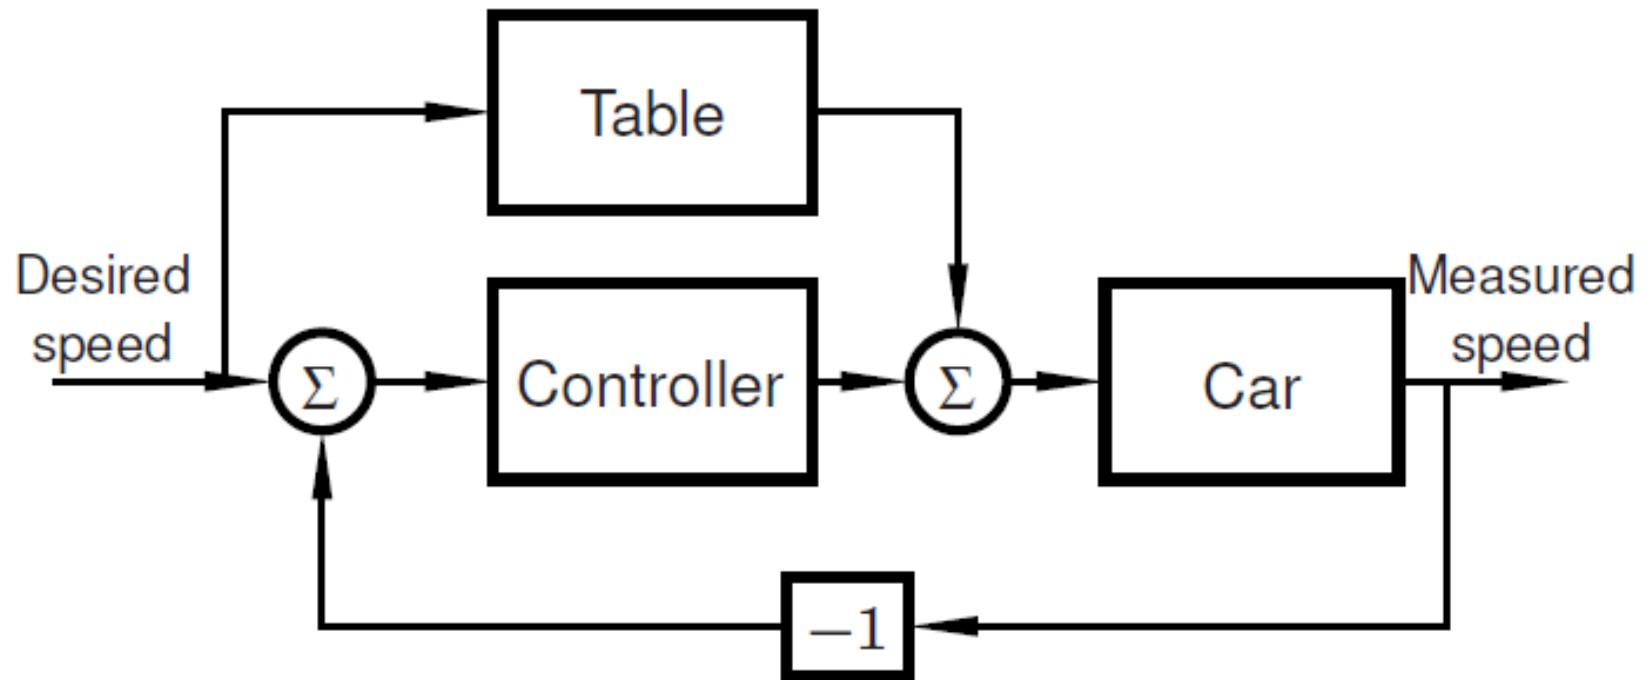 Table
Desired
speed
Σ
Controller
Σ
Car
Measured
speed
−1